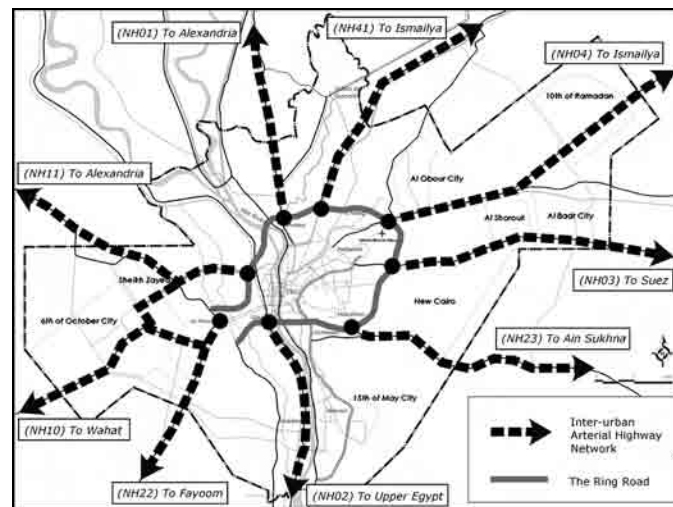 (NH01) To Alexandria
(NH41) To Ismailya
(NH04) To Ismailya
10th of Ramadan
(NH11) To Alexandria
Al Obour City
Al Sharouk
Al Badr City
Sheikh Zayed
(NH03) To Suez
6th of October City
New Cairo
(NH23) To Ain Sukhna
15th of May City
(NH10) To Wahat
(NH22) To Fayoom
(NH02) To Upper Egypt
Inter-urban
Arterial Highway
Network
The Ring Road